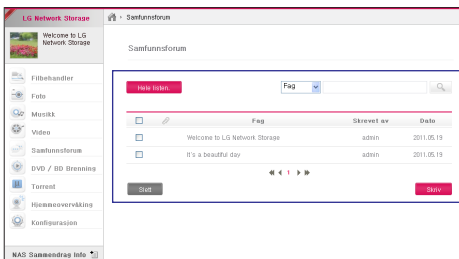 LG Network Storage
Samfunnsforum
Welcome to LG
Network Storage
Samfunnsforum
Filbehandler
Foto
Musikk
Video
Samfunnsforum
DVD / BD Brenning
Torrent
Hjemmeovervåking
Konfigurasjon
NAS Sammendrag Info
Hele listen.
Fag
Fag Skrevet av Dato
Welcome to LG Network Storage admin 2011.05.19
It's a beautiful day admin 2011.05.19
1
Slett
Skriv